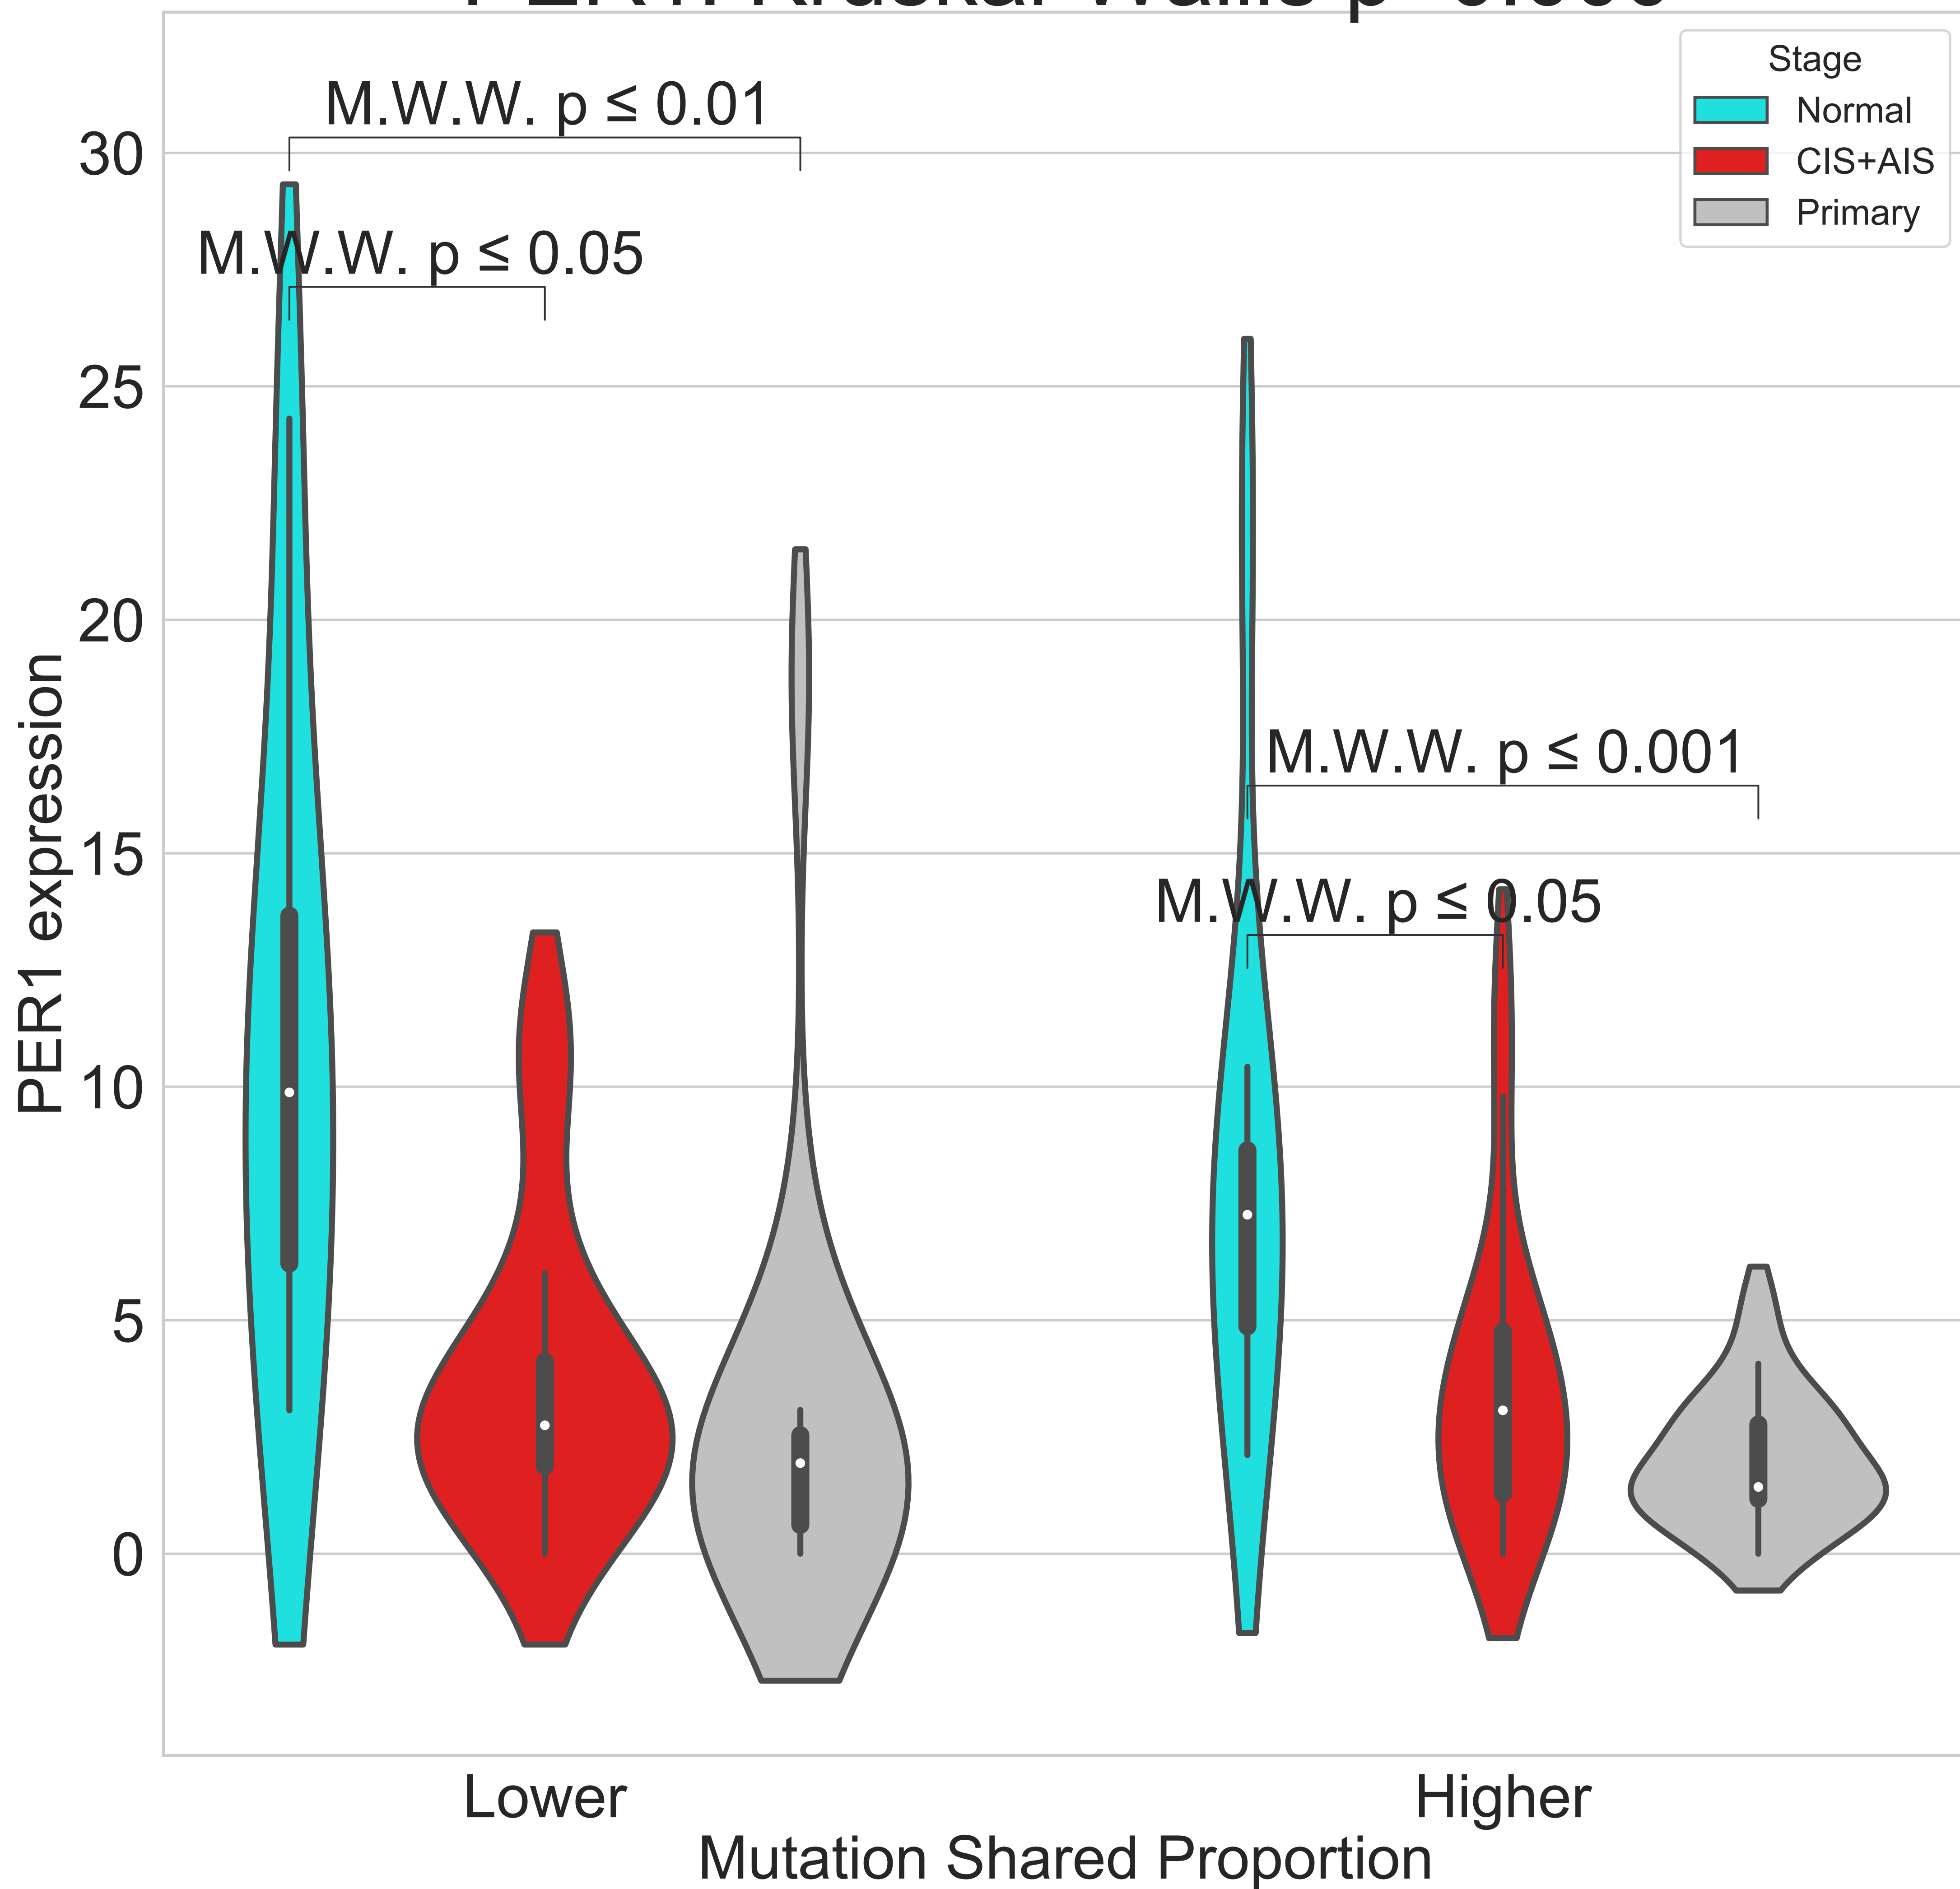 Stage
Normal
CIS+AIS
Primary
M.W.W. p ≤ 0.01
M.W.W. p ≤ 0.05
M.W.W. p ≤ 0.001
M.W.W. p ≤ 0.05
30
25
20
15
10
5
0
PER1 expression
Lower
Higher
Mutation Shared Proportion